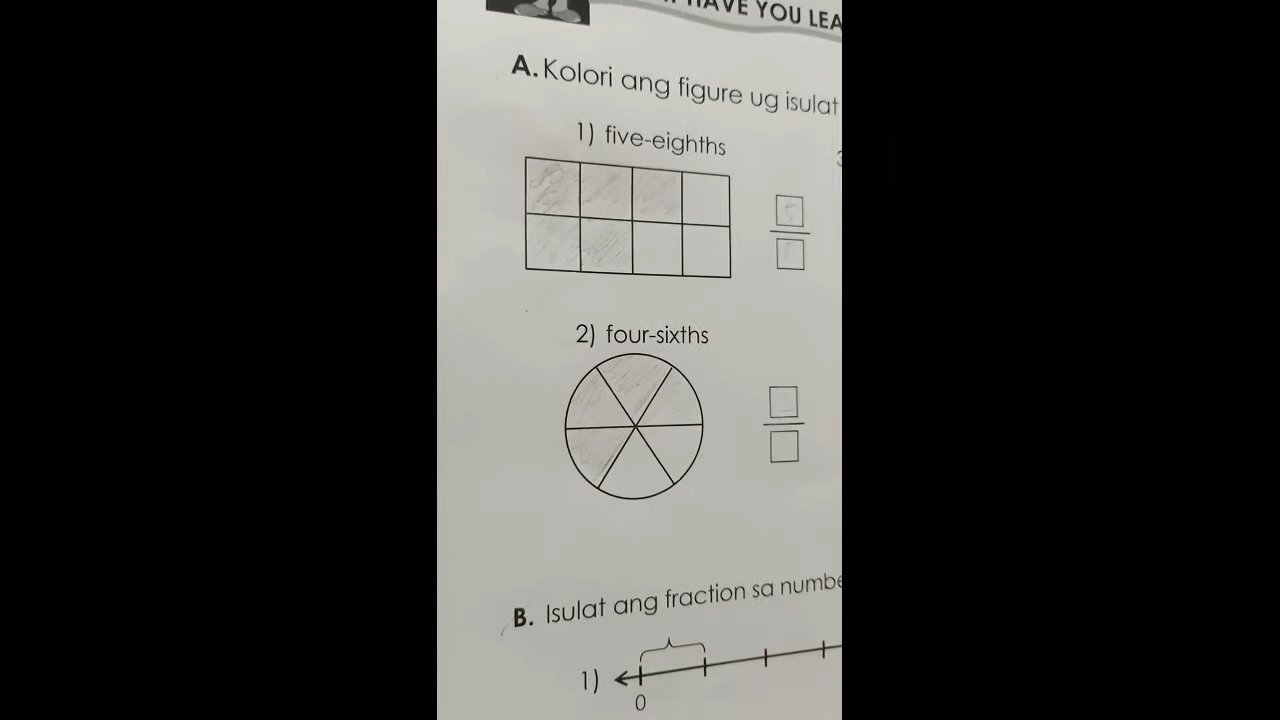 HAVE YOU LEA
A. Kolori ang figure ug isulat
1) five-eighths
5
2) four-sixths
B. Isulat ang fraction sa numbe
1)
0